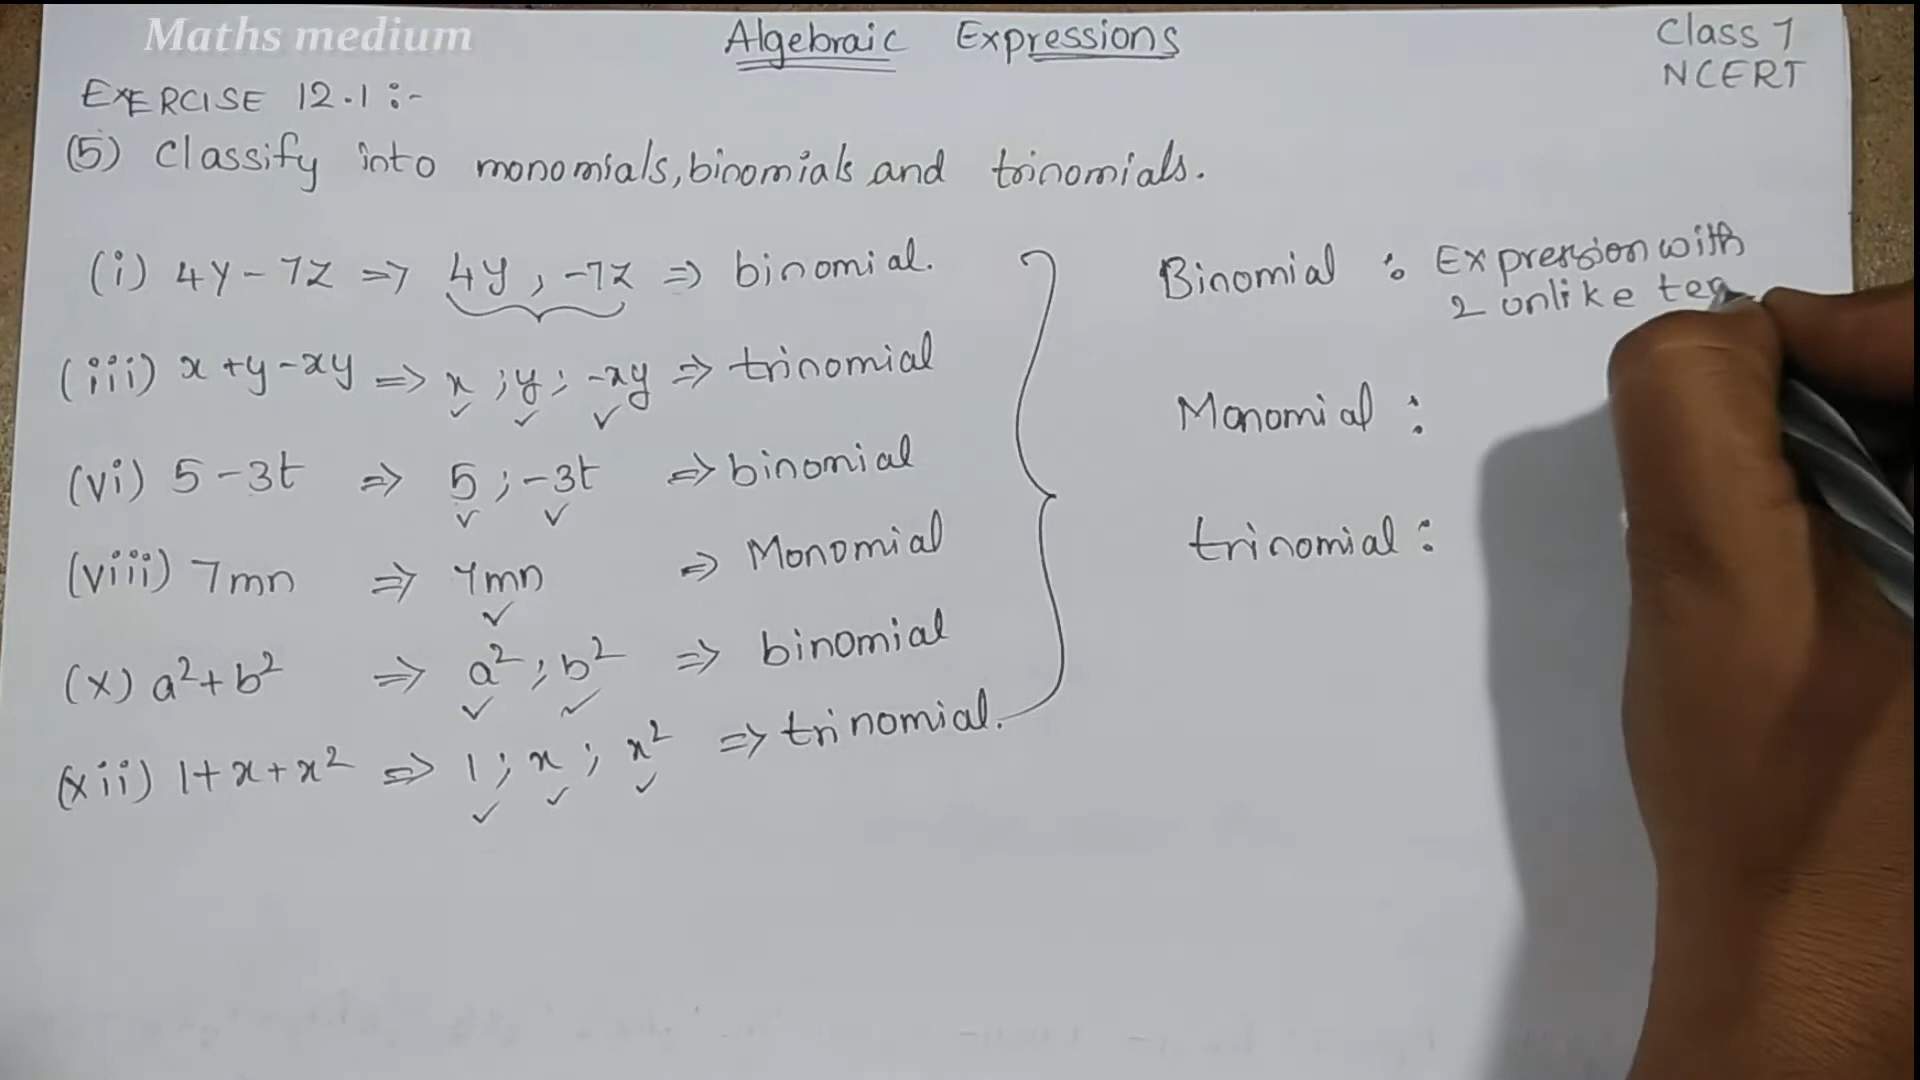 Maths medium
Algebraic Expressions
Class 7
NCERT
EXERCISE 12.1 :-
(5) Classify into monomials, binomials and trinomials.
(i) 4y - 7z => 4y , -7z => binomial.
(iii) x + y - xy => x ; y ; -xy => trinomial
(vi) 5 - 3t => 5 ; -3t => binomial
(viii) 7mn => 7mn => Monomial
(x) a² + b² => a² ; b² => binomial
(xii) 1 + x + x² => 1 ; x ; x² => trinomial.
Binomial : Expression with
2 unlike
Monomial :
trinomial :